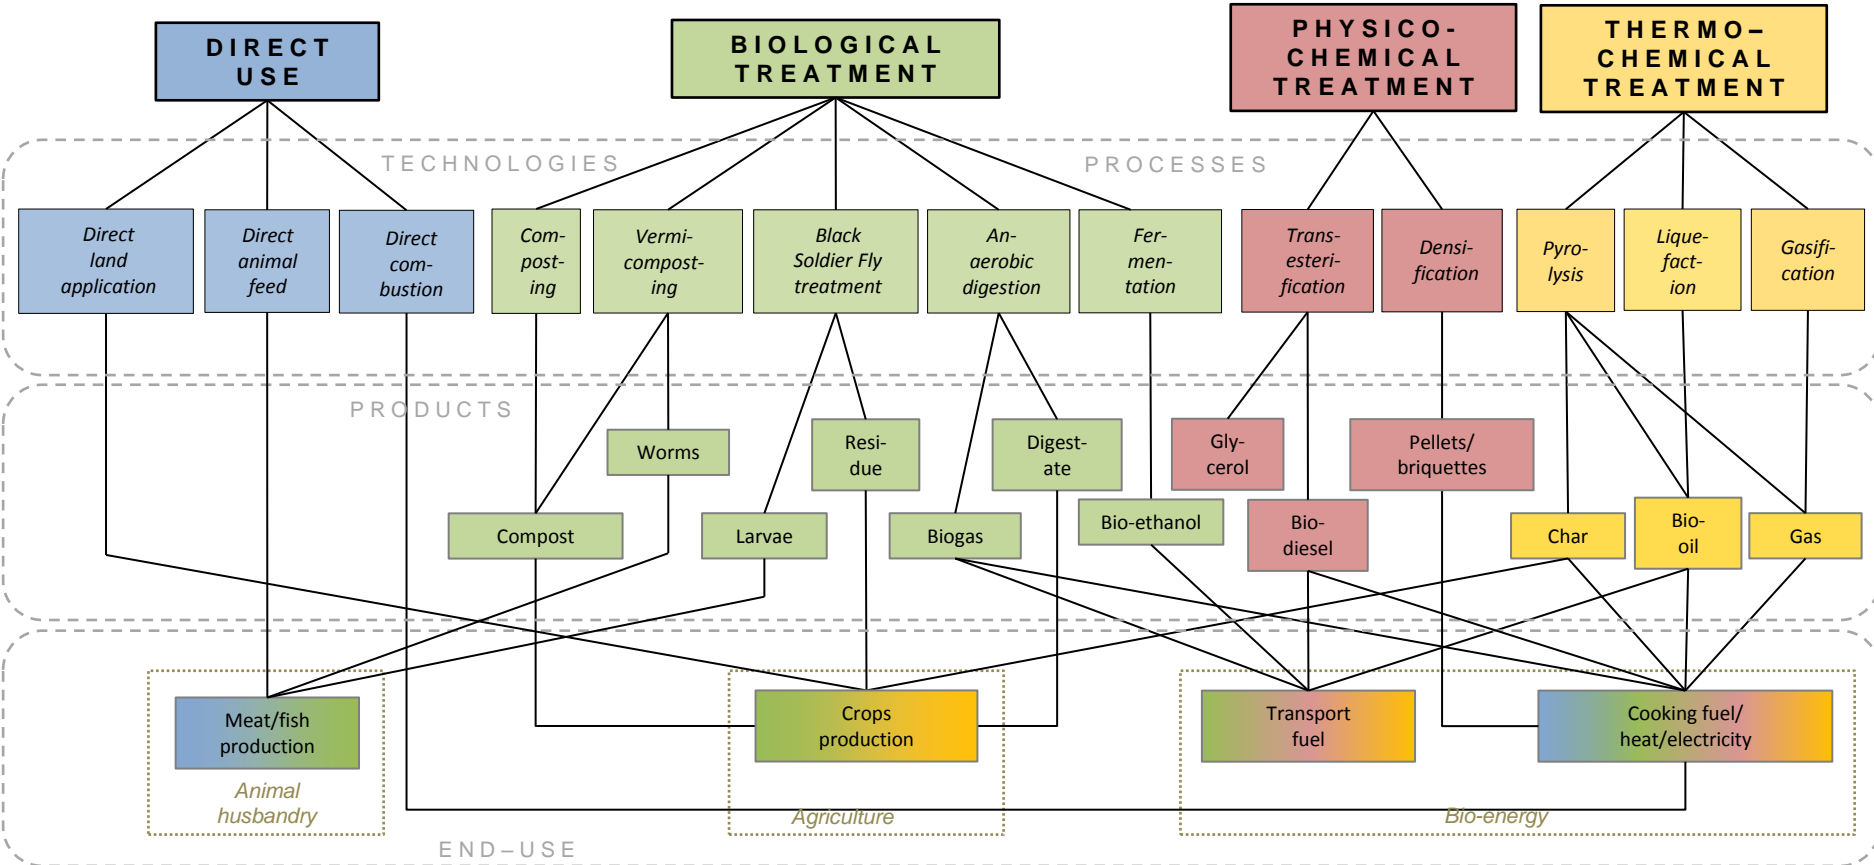 DIRECT
USE
BIOLOGICAL
TREATMENT
PHYSICO-
CHEMICAL
TREATMENT
THERMO–
CHEMICAL
TREATMENT
TECHNOLOGIES
PROCESSES
Direct
land
application
Direct
animal
feed
Direct
com-
bustion
Com-
post-
ing
Vermi-
compost-
ing
Black
Soldier Fly
treatment
An-
aerobic
digestion
Fer-
men-
tation
Trans-
esteri-
fication
Densi-
fication
Pyro-
lysis
Lique-
fact-
ion
Gasifi-
cation
PRODUCTS
Worms
Resi-
due
Digest-
ate
Gly-
cerol
Pellets/
briquettes
Compost
Larvae
Biogas
Bio-ethanol
Bio-
diesel
Char
Bio-
oil
Gas
Meat/fish
production
Crops
production
Transport
fuel
Cooking fuel/
heat/electricity
Animal
husbandry
Agriculture
Bio-energy
END–USE